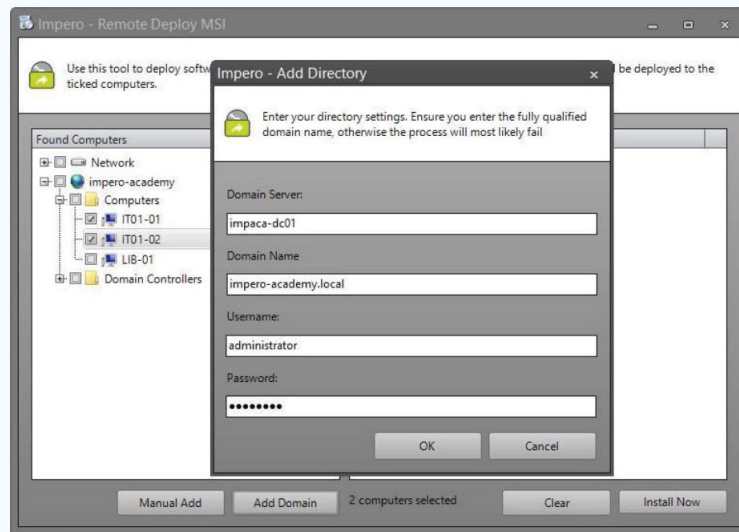 Impero - Remote Deploy MSI
Use this tool to deploy softw
be deployed to the
ticked computers.
Found Computers
Network
impero-academy
Computers
IT01-01
IT01-02
LIB-01
Domain Controllers
Impero - Add Directory
Enter your directory settings. Ensure you enter the fully qualified
domain name, otherwise the process will most likely fail
Domain Server:
impaca-dc01
Domain Name
impero-academy.local
Username:
administrator
Password:
••••••••
OK
Cancel
Manual Add
Add Domain
2 computers selected
Clear
Install Now